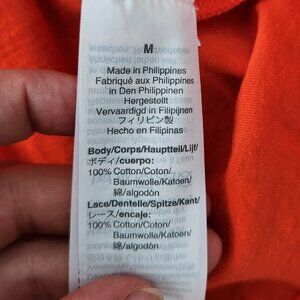 M
Made in Philippines
Fabriqué aux Philippines
in Den Philippinen
Hergestellt
Vervaardigd in Filipijnen
フィリピン製
Hecho en Filipinas
Body/Corps/Hauptteil/Lijf/
ボディ/cuerpo:
100% Cotton/Coton/
Baumwolle/Katoen/
綿/algodón
Lace/Dentelle/Spitze/Kant/
レース/encaje:
100% Cotton/Coton/
Baumwolle/Katoen/
綿/algodón